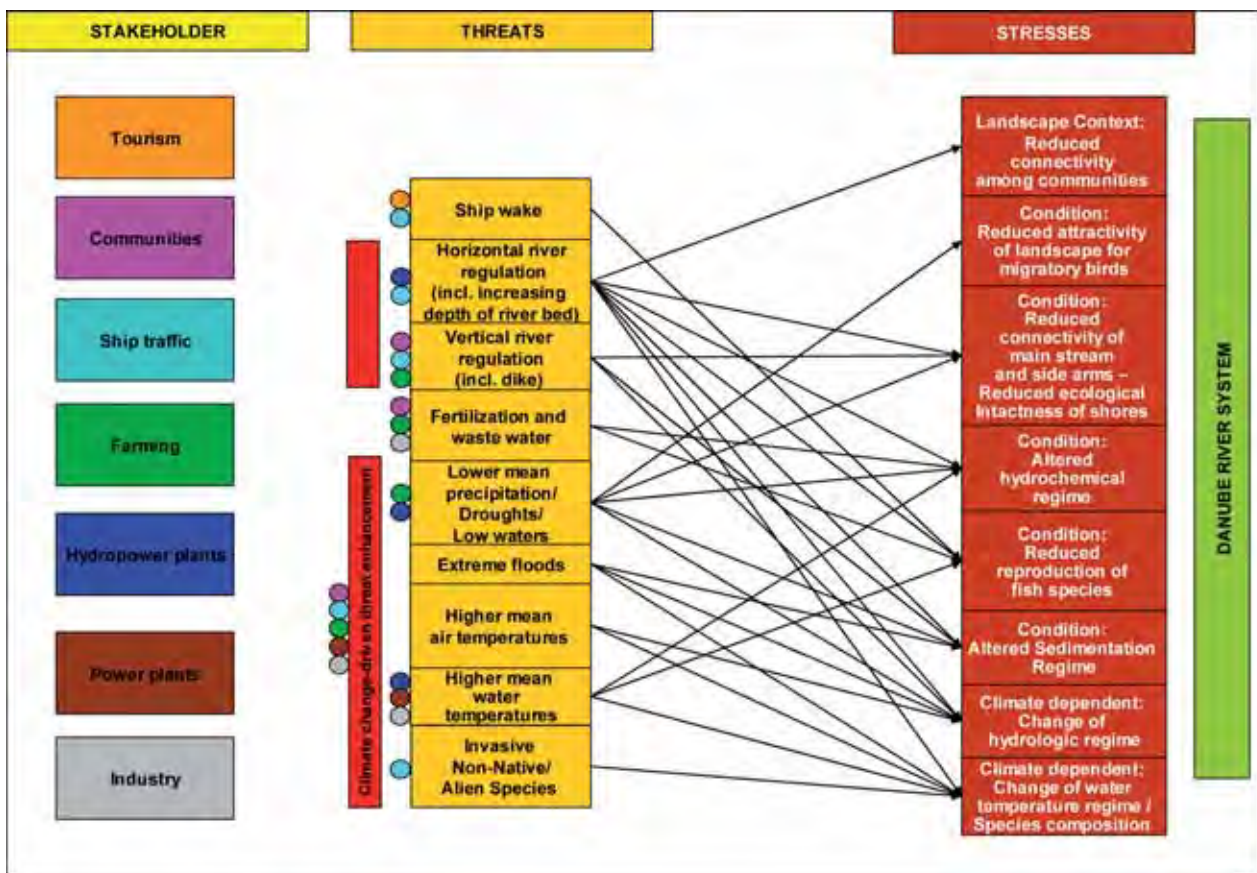 STAKEHOLDER
THREATS
STRESSES
Tourism
Communities
Ship traffic
Farming
Hydropower plants
Power plants
Industry
Climate change-driven threat enhancement
Ship wake
Horizontal river
regulation
(incl. increasing
depth of river bed)
Vertical river
regulation
(incl. dike)
Fertilization and
waste water
Lower mean
precipitation/
Droughts/
Low waters
Extreme floods
Higher mean
air temperatures
Higher mean
water
temperatures
Invasive
Non-Native/
Alien Species
Landscape Context:
Reduced
connectivity
among communities
Condition:
Reduced attractivity
of landscape for
migratory birds
Condition:
Reduced
connectivity of
main stream
and side arms –
Reduced ecological
Intactness of shores
Condition:
Altered
hydrochemical
regime
Condition:
Reduced
reproduction of
fish species
Condition:
Altered Sedimentation
Regime
Climate dependent:
Change of
hydrologic regime
Climate dependent:
Change of water
temperature regime /
Species composition
DANUBE RIVER SYSTEM